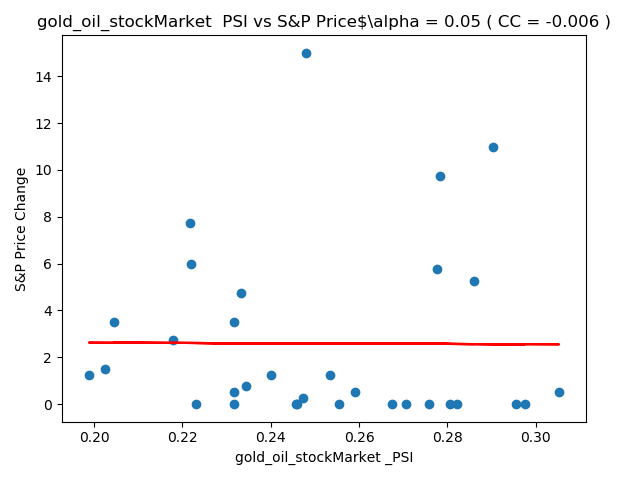 gold_oil_stockMarket  PSI vs S&P Price$\alpha = 0.05 ( CC = -0.006 )
S&P Price Change
14
12
10
8
6
4
2
0
0.20 0.22 0.24 0.26 0.28 0.30
gold_oil_stockMarket _PSI